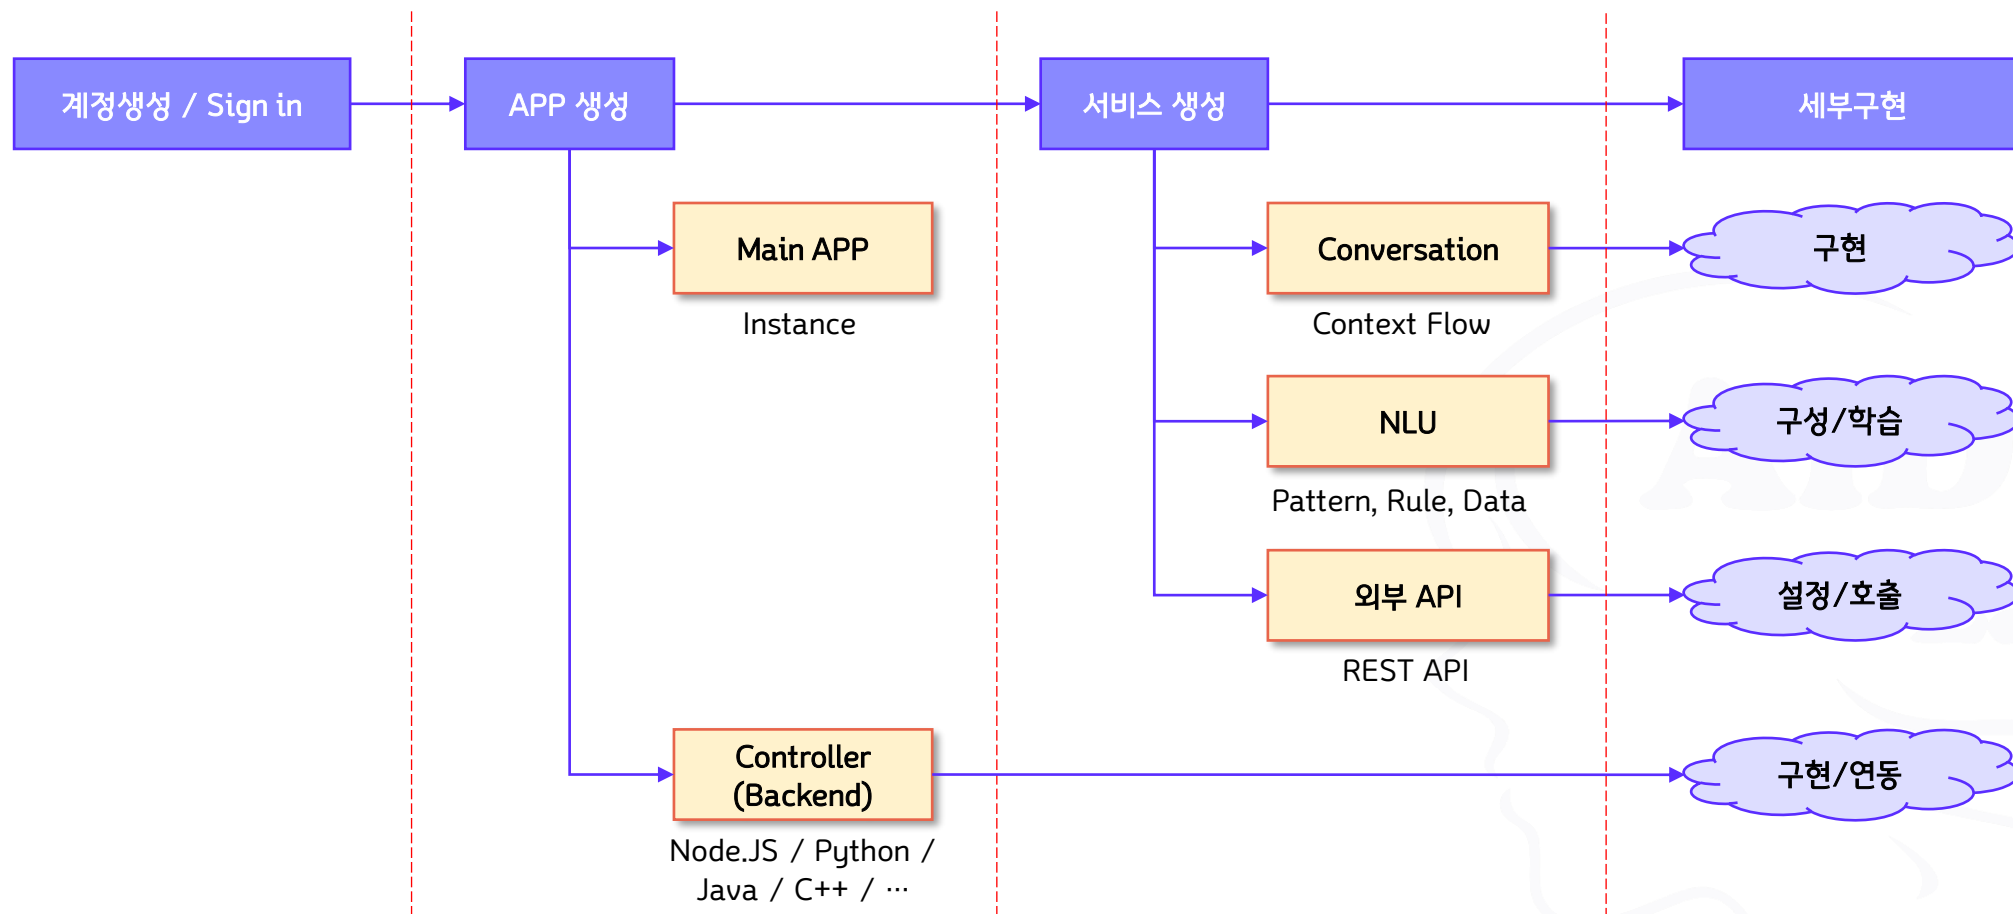 계정생성 / Sign in
APP 생성
서비스 생성
세부구현
Main APP
Instance
Conversation
Context Flow
구현
NLU
Pattern, Rule, Data
구성/학습
외부 API
REST API
설정/호출
Controller
(Backend)
Node.JS / Python /
Java / C++ / ···
구현/연동